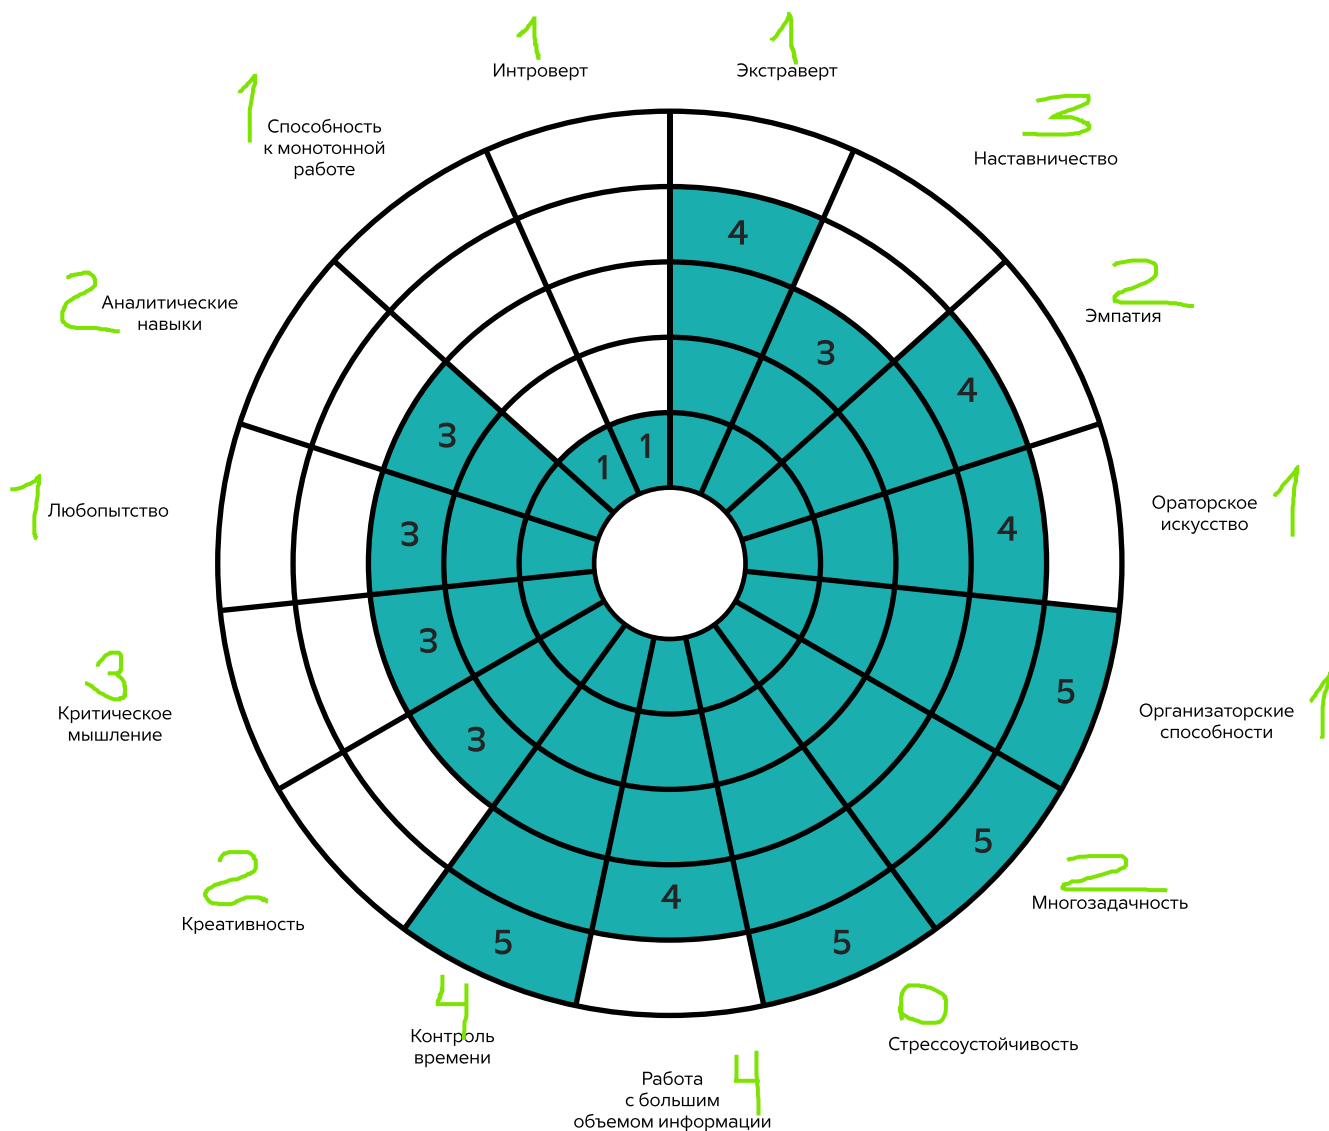 1
1
Интроверт
Экстраверт
1
3
Способность
к монотонной
работе
Наставничество
4
2
Аналитические
навыки
2
Эмпатия
3
4
3
1
1
1
Любопытство
3
4
Ораторское
искусство
1
3
Критическое
мышление
3
5
Организаторские
способности
1
3
2
Креативность
5
2
Многозадачность
4
5
5
4
Контроль
времени
0
Стрессоустойчивость
Работа
с большим
объемом информации
4